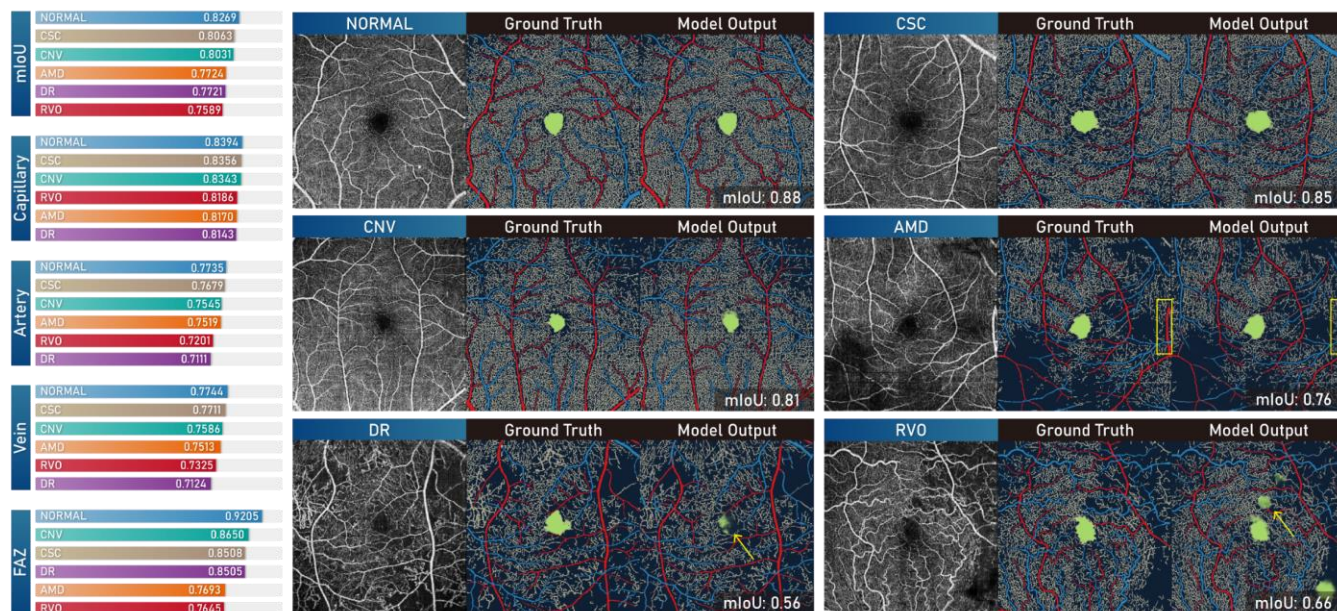 mIoU
NORMAL 0.8269
CSC 0.8063
CNV 0.8031
AMD 0.7724
DR 0.7721
RVO 0.7589
Capillary
NORMAL 0.8394
CSC 0.8356
CNV 0.8343
RVO 0.8186
AMD 0.8170
DR 0.8143
Artery
NORMAL 0.7735
CSC 0.7679
CNV 0.7545
AMD 0.7519
RVO 0.7201
DR 0.7111
Vein
NORMAL 0.7744
CSC 0.7711
CNV 0.7586
AMD 0.7513
RVO 0.7325
DR 0.7124
FAZ
NORMAL 0.9205
CNV 0.8650
CSC 0.8508
DR 0.8505
AMD 0.7693
RVO 0.7645
NORMAL Ground Truth Model Output
mIoU: 0.88
CSC Ground Truth Model Output
mIoU: 0.85
CNV Ground Truth Model Output
mIoU: 0.81
AMD Ground Truth Model Output
mIoU: 0.76
DR Ground Truth Model Output
mIoU: 0.56
RVO Ground Truth Model Output
mIoU: 0.66